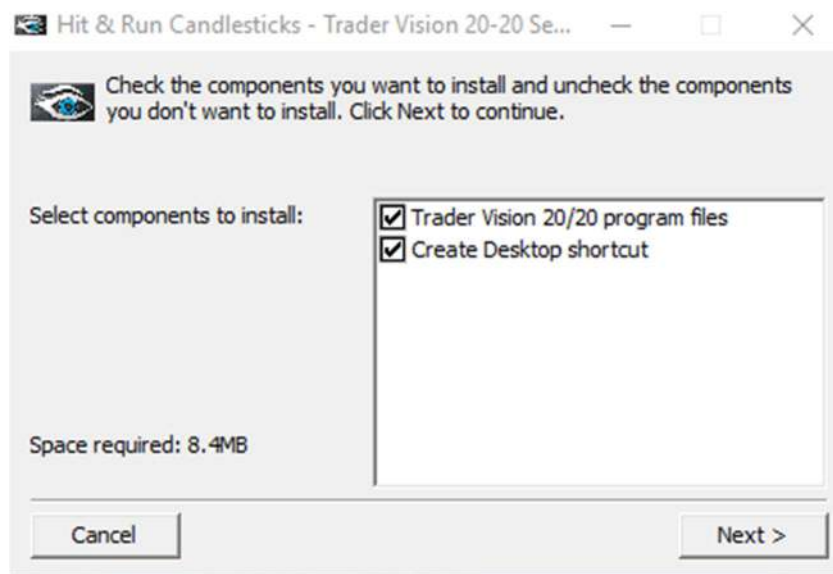 Hit & Run Candlesticks - Trader Vision 20-20 Se...
Check the components you want to install and uncheck the components
you don't want to install. Click Next to continue.
Select components to install:
Trader Vision 20/20 program files
Create Desktop shortcut
Space required: 8.4MB
Cancel
Next >